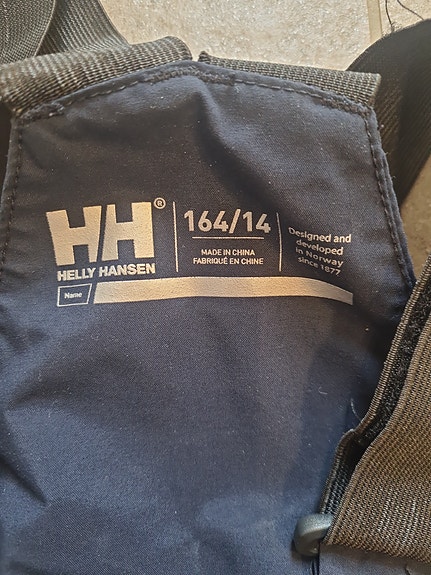 HH®
HELLY HANSEN
Name
164/14
MADE IN CHINA
FABRIQUÉ EN CHINE
Designed and
developed
in Norway
since 1877